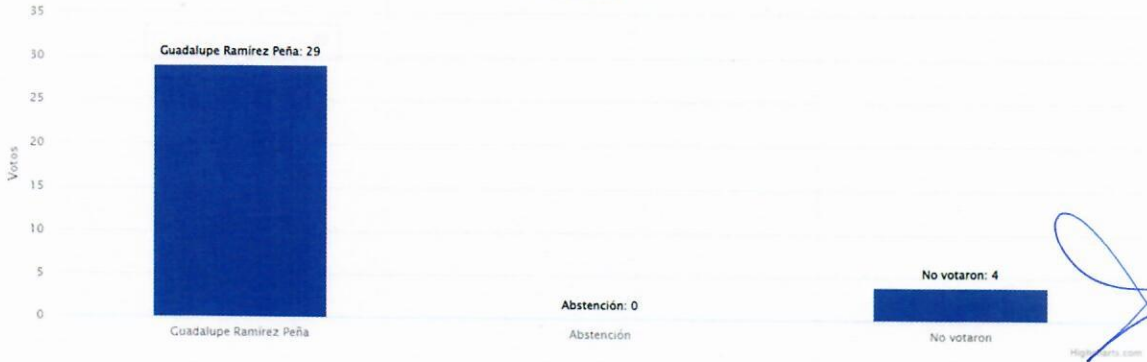 35
Guadalupe Ramírez Peña: 29
30
25
20
Votos
15
10
No votaron: 4
5
Abstención: 0
0
Guadalupe Ramírez Peña
Abstención
No votaron